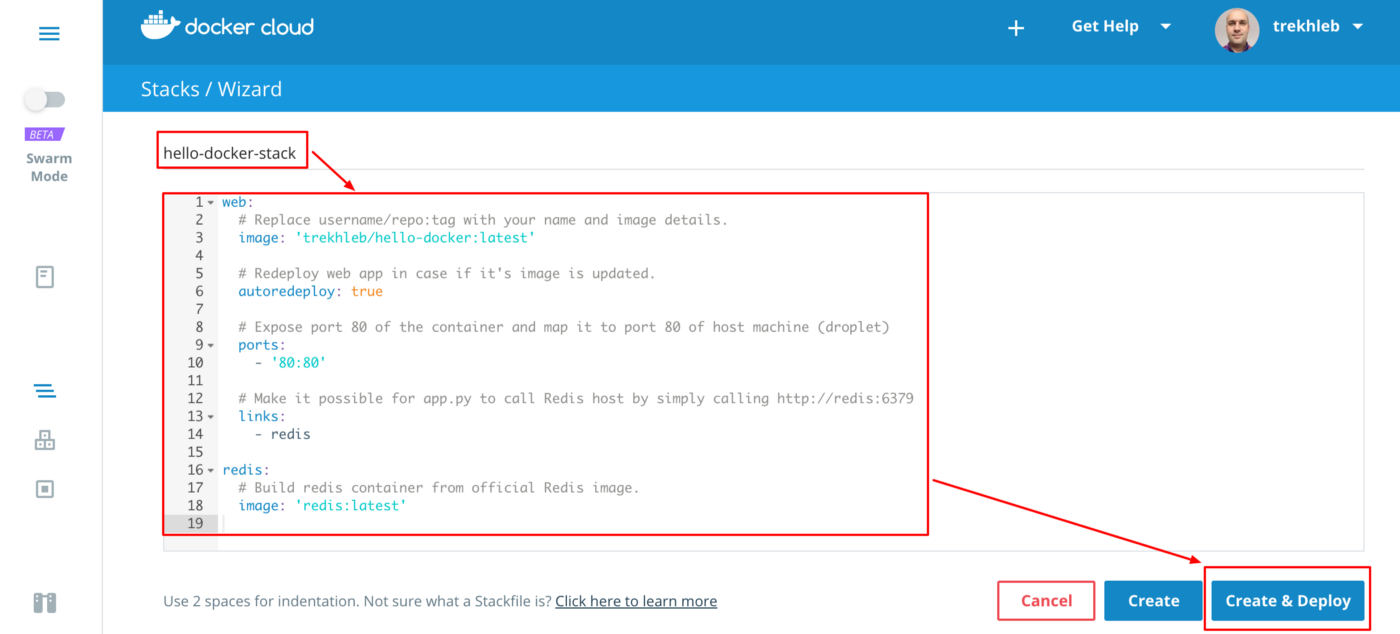 docker cloud
Get Help
trekhleb
Stacks / Wizard
BETA
Swarm
Mode
hello-docker-stack
1 web:
2   # Replace username/repo:tag with your name and image details.
3   image: 'trekhleb/hello-docker:latest'
4
5   # Redeploy web app in case if it's image is updated.
6   autoredeploy: true
7
8   # Expose port 80 of the container and map it to port 80 of host machine (droplet)
9   ports:
10     - '80:80'
11
12   # Make it possible for app.py to call Redis host by simply calling http://redis:6379
13   links:
14     - redis
15
16 redis:
17   # Build redis container from official Redis image.
18   image: 'redis:latest'
19
Use 2 spaces for indentation. Not sure what a Stackfile is? Click here to learn more
Cancel
Create
Create & Deploy